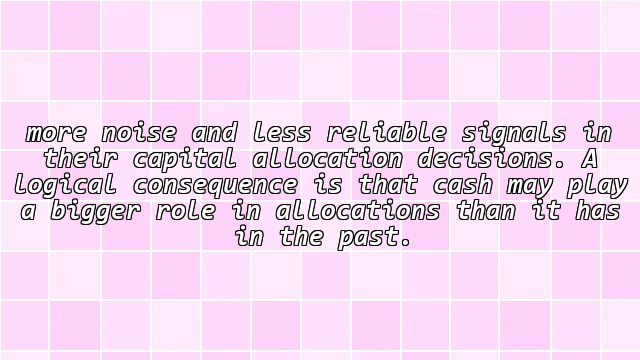 more noise and less reliable signals in
their capital allocation decisions. A
logical consequence is that cash may play
a bigger role in allocations than it has
in the past.